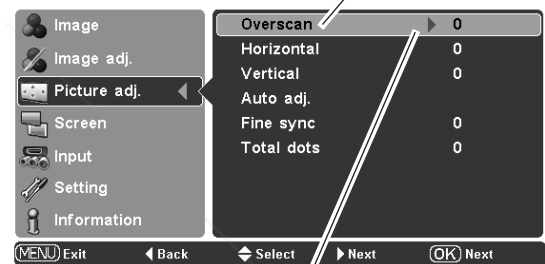 Image
Image adj.
Picture adj.
Screen
Input
Setting
Information
Overscan 0
Horizontal 0
Vertical 0
Auto adj.
Fine sync 0
Total dots 0
MENU Exit Back Select Next OK Next